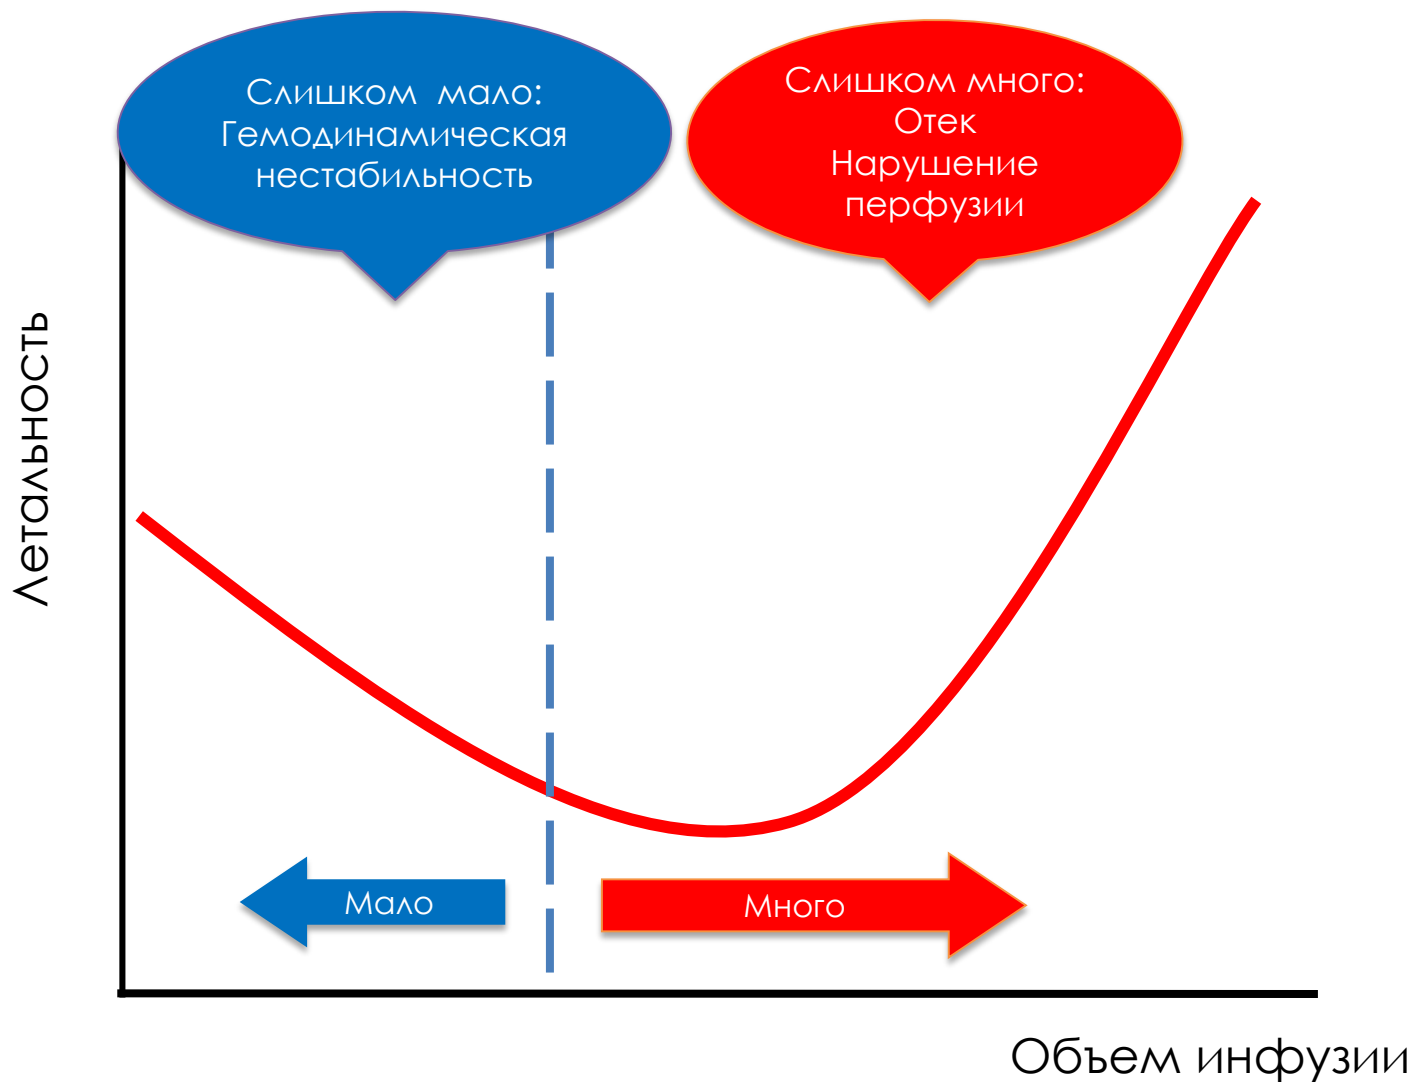 Слишком мало:
Гемодинамическая
нестабильность
Слишком много:
Отек
Нарушение
перфузии
Летальность
Мало
Много
Объем инфузии